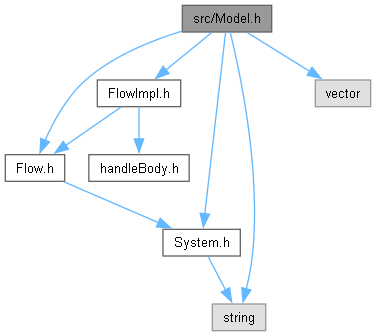 src/Model.h
FlowImpl.h
vector
Flow.h
handleBody.h
System.h
string